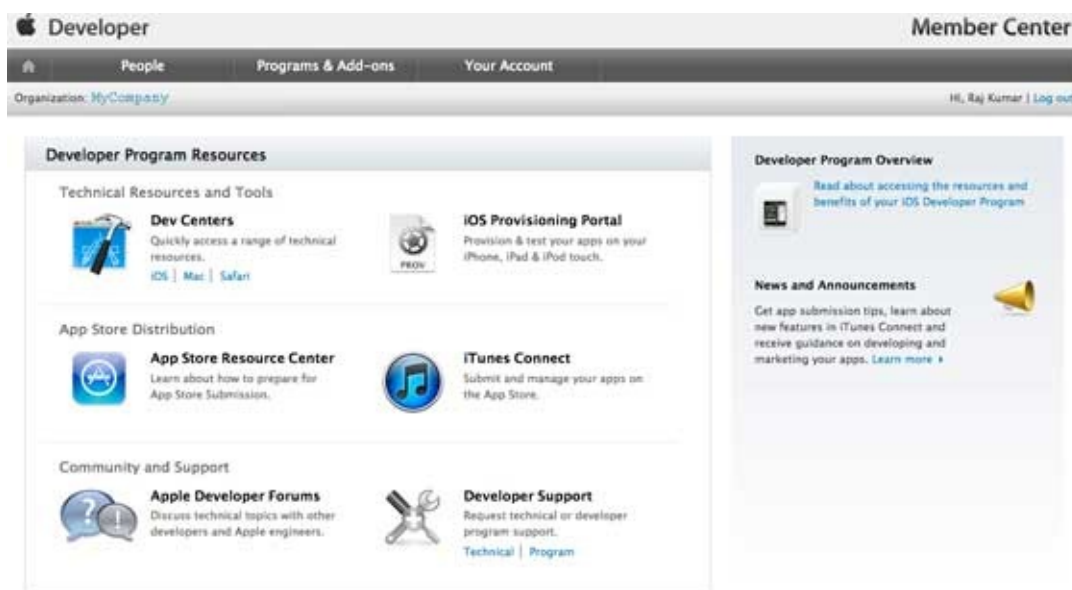 Developer
Member Center
People Programs & Add-ons Your Account
Organization: MyCompany
Hi, Raj Kumar | Log out
Developer Program Resources
Technical Resources and Tools
Dev Centers
Quickly access a range of technical
resources.
iOS | Mac | Safari
iOS Provisioning Portal
Provision & test your apps on your
iPhone, iPad & iPod touch.
PROV
App Store Distribution
App Store Resource Center
Learn about how to prepare for
App Store Submission.
iTunes Connect
Submit and manage your apps on
the App Store.
Community and Support
Apple Developer Forums
Discuss technical topics with other
developers and Apple engineers.
Developer Support
Request technical or developer
program support.
Technical | Program
Developer Program Overview
Read about accessing the resources and
benefits of your iOS Developer Program
News and Announcements
Get app submission tips, learn about
new features in iTunes Connect and
receive guidance on developing and
marketing your apps. Learn more